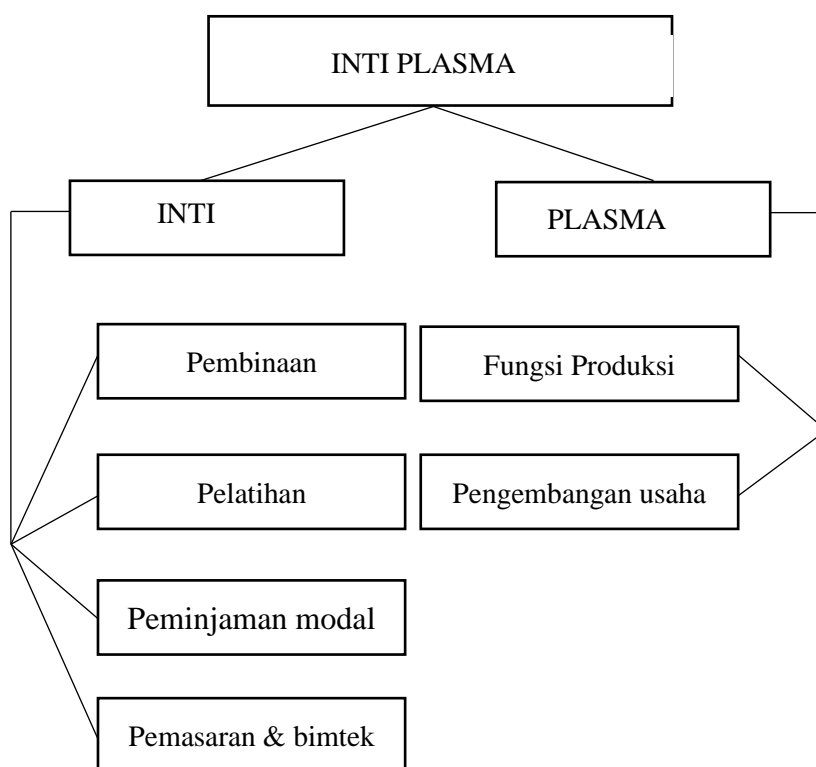 INTI PLASMA
INTI
PLASMA
Pembinaan
Fungsi Produksi
Pelatihan
Pengembangan usaha
Peminjaman modal
Pemasaran & bimtek